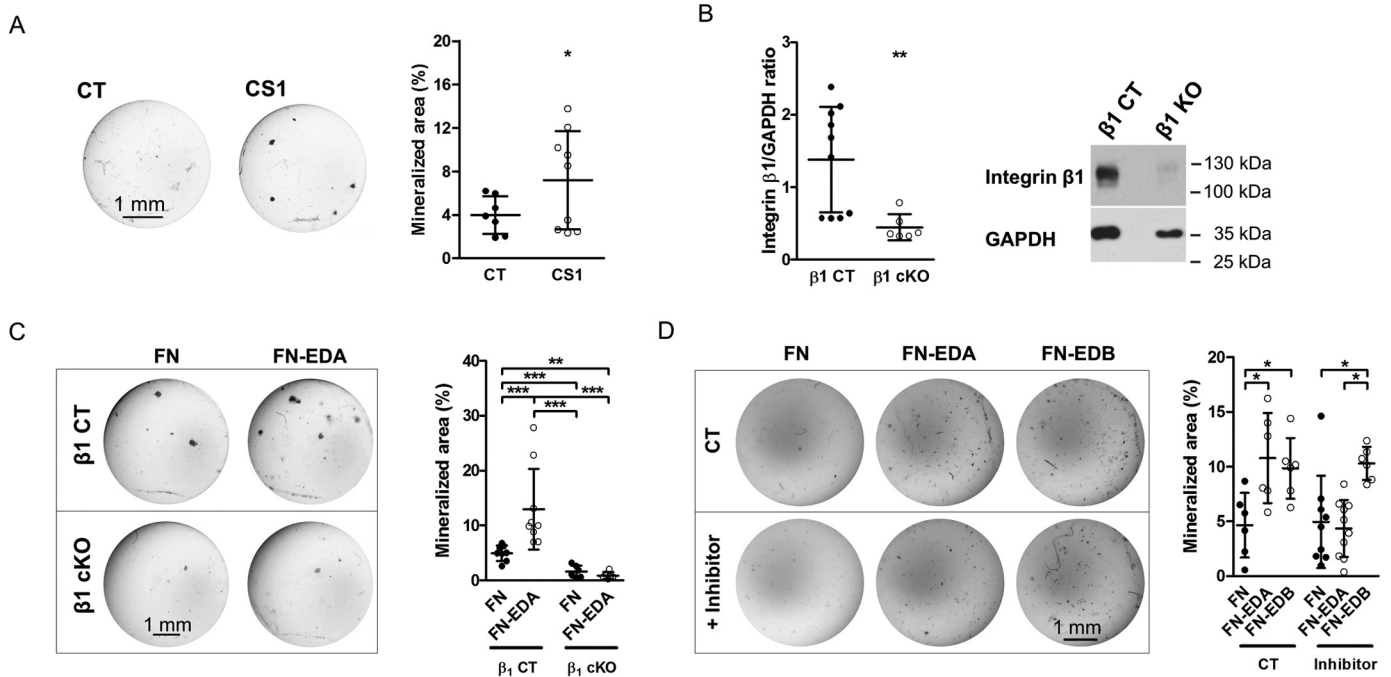 A
CT
CS1
1 mm
Mineralized area (%)
20
16
12
8
4
0
*
CT
CS1
B
Integrin β1/GAPDH ratio
3
2
1
0
**
β1 CT
β1 cKO
β1 CT
β1 KO
Integrin β1
GAPDH
– 130 kDa
– 100 kDa
– 35 kDa
– 25 kDa
C
FN
FN-EDA
β1 CT
β1 cKO
1 mm
Mineralized area (%)
40
30
20
10
0
**
***
*** ***
***
FN
FN-EDA
FN
FN-EDA
β1 CT
β1 cKO
D
FN
FN-EDA
FN-EDB
CT
+ Inhibitor
1 mm
Mineralized area (%)
20
15
10
5
0
* *
* *
FN
FN-EDA
FN-EDB
FN
FN-EDA
FN-EDB
CT
Inhibitor